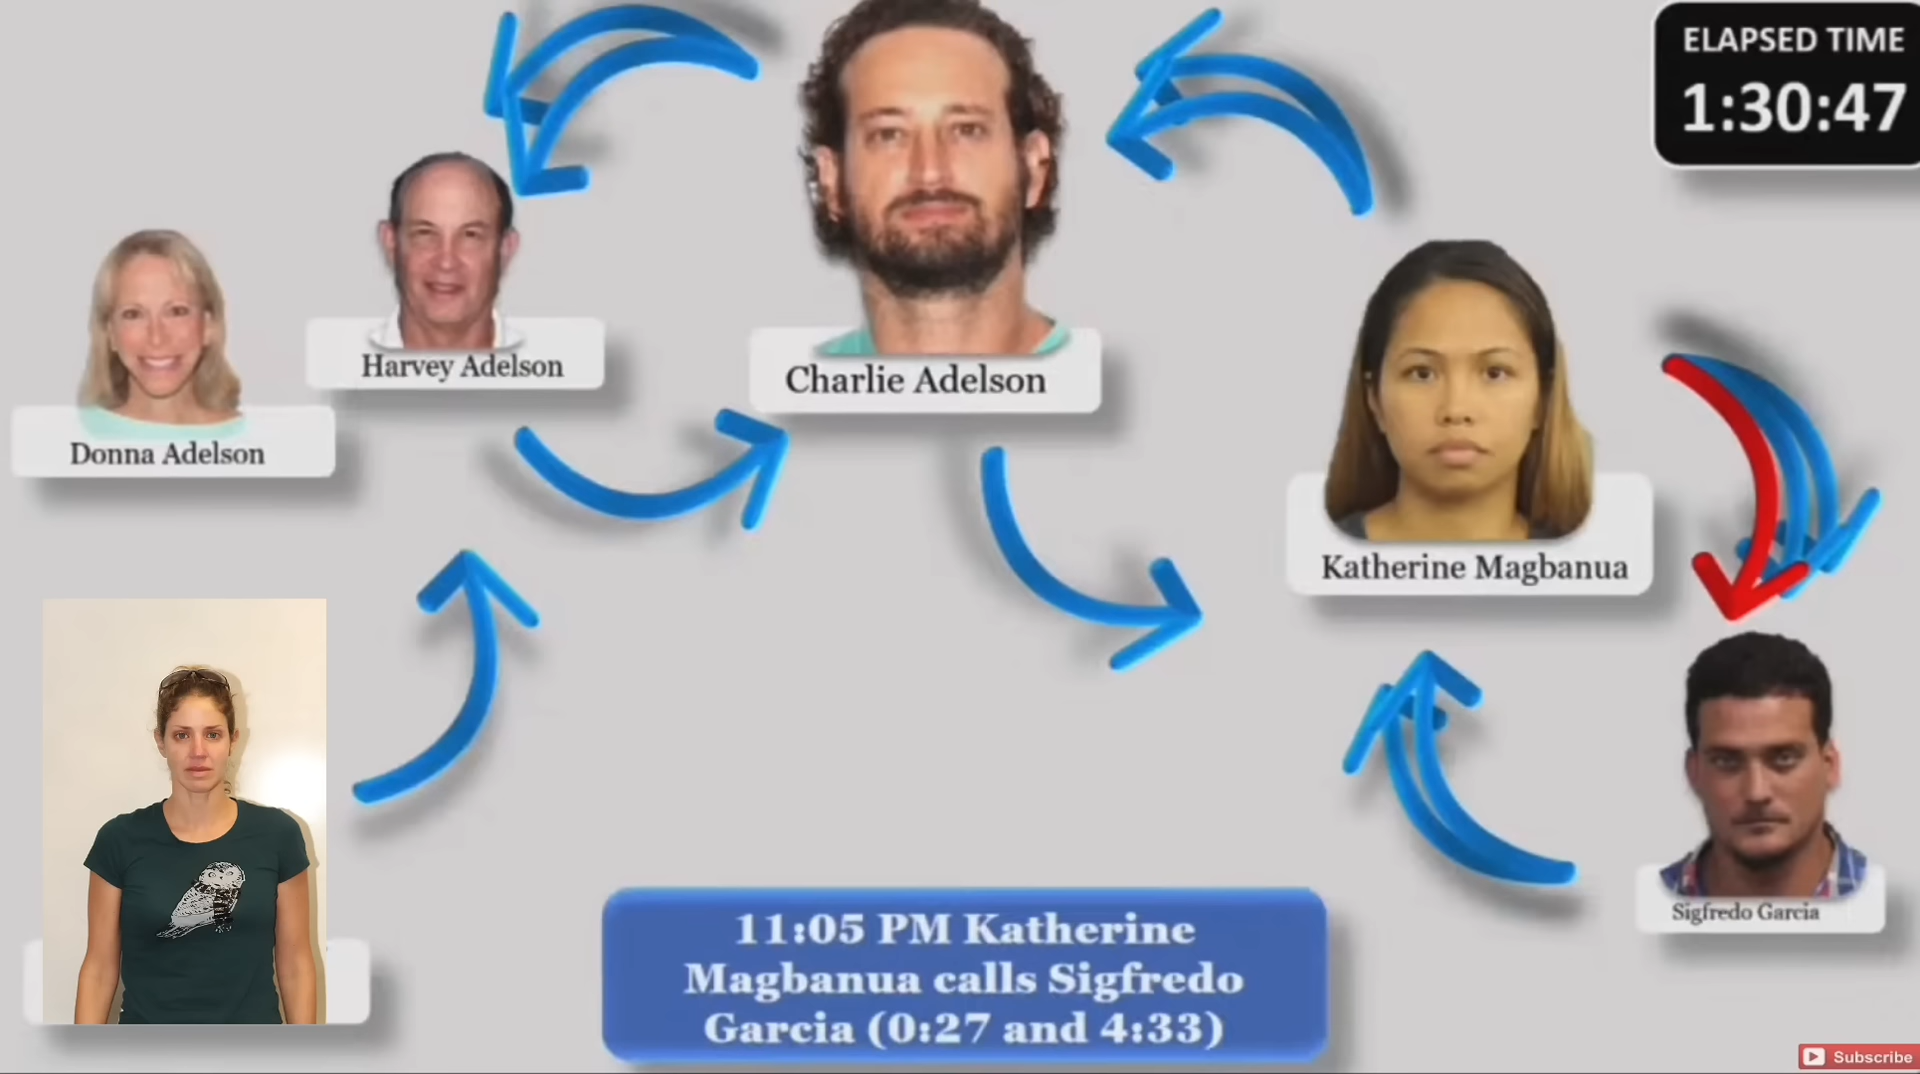 ELAPSED TIME
1:30:47
Harvey Adelson
Charlie Adelson
Donna Adelson
Katherine Magbanua
Sigfredo Garcia
11:05 PM Katherine
Magbanua calls Sigfredo
Garcia (0:27 and 4:33)
Subscribe